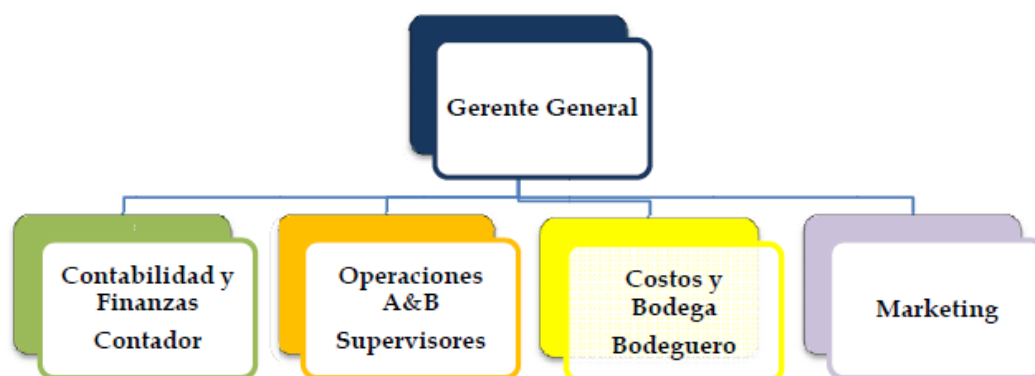 Gerente General
Contabilidad y
Finanzas
Contador
Operaciones
A&B
Supervisores
Costos y
Bodega
Bodeguero
Marketing